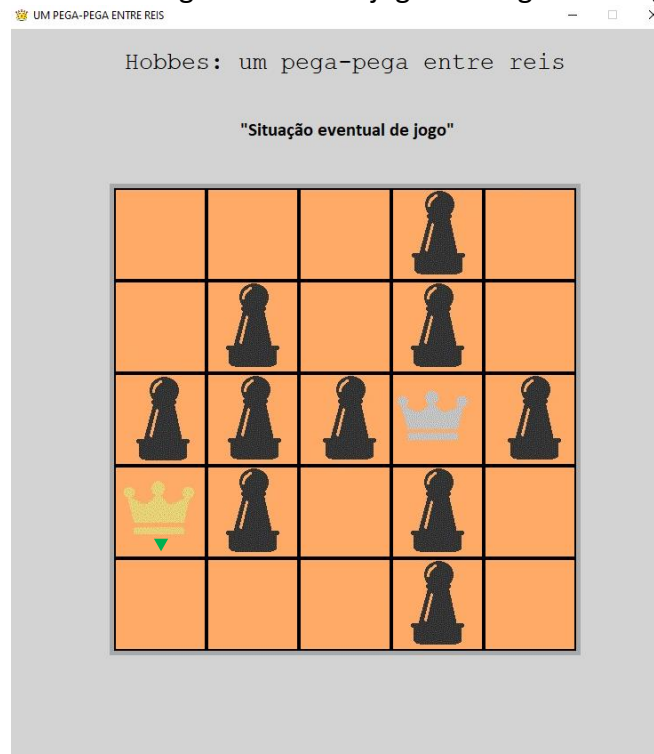 UM PEGA-PEGA ENTRE REIS
Hobbes: um pega-pega entre reis
"Situação eventual de jogo"